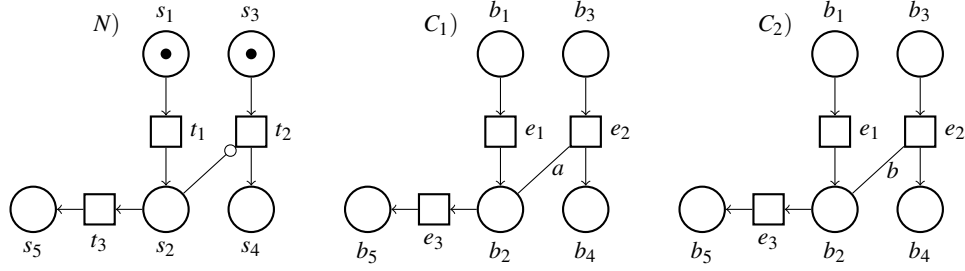 N) s1 s3 C1) b1 b3 C2) b1 b3
t1 t2 e1 e2 e1 e2
a b
s5 t3 s2 s4 b5 e3 b2 b4 b5 e3 b2 b4